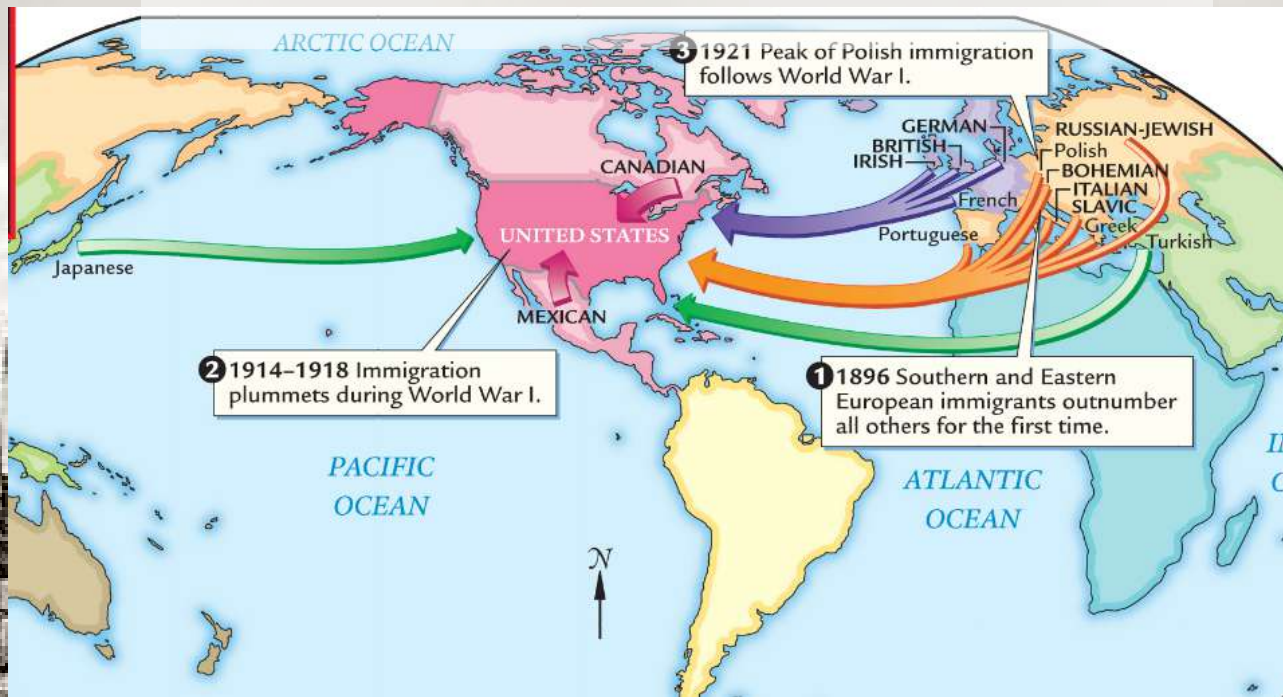 ARCTIC OCEAN
3 1921 Peak of Polish immigration
follows World War I.
GERMAN
BRITISH
IRISH
RUSSIAN-JEWISH
Polish
BOHEMIAN
ITALIAN
SLAVIC
French
Greek
Portuguese
Turkish
CANADIAN
UNITED STATES
Japanese
MEXICAN
2 1914–1918 Immigration
plummets during World War I.
1 1896 Southern and Eastern
European immigrants outnumber
all others for the first time.
PACIFIC
OCEAN
ATLANTIC
OCEAN
N